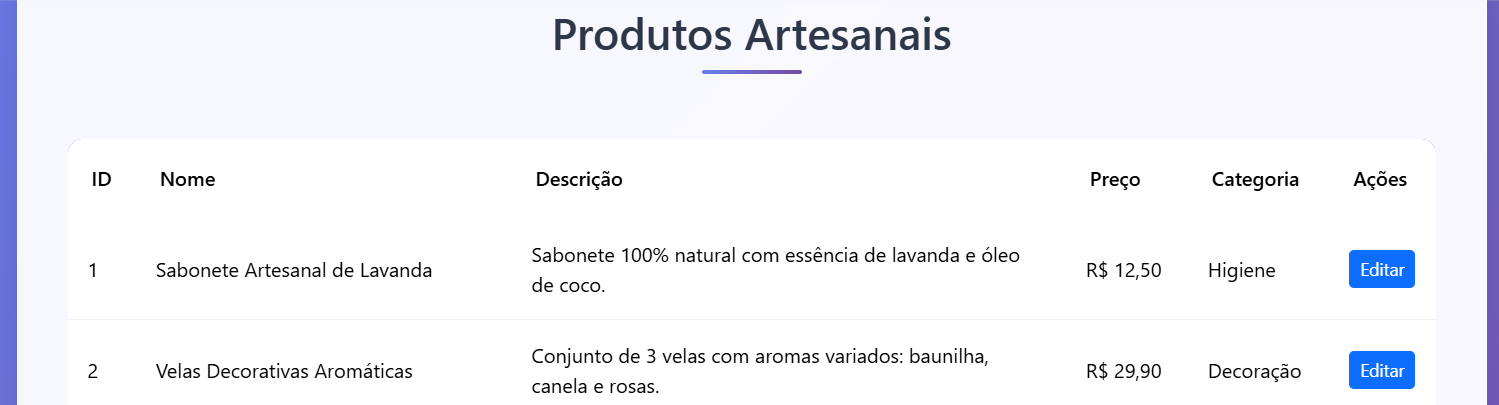 Produtos Artesanais
ID Nome Descrição Preço Categoria Ações
1 Sabonete Artesanal de Lavanda Sabonete 100% natural com essência de lavanda e óleo de coco. R$ 12,50 Higiene Editar
2 Velas Decorativas Aromáticas Conjunto de 3 velas com aromas variados: baunilha, canela e rosas. R$ 29,90 Decoração Editar